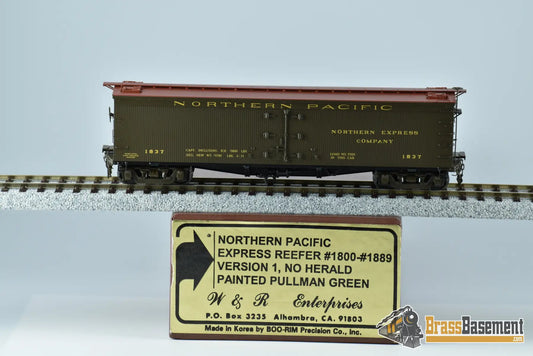 NORTHERN PACIFIC
NORTHERN EXPRESS
COMPANY
1837
1837
NORTHERN PACIFIC
EXPRESS REEFER #1800-#1889
VERSION 1, NO HERALD
PAINTED PULLMAN GREEN
W & R Enterprises
P.O. BOX 3235 Alhambra, CA. 91803
Made in Korea by BOO-RIM Precision Co., Inc.
BrassBasement.com